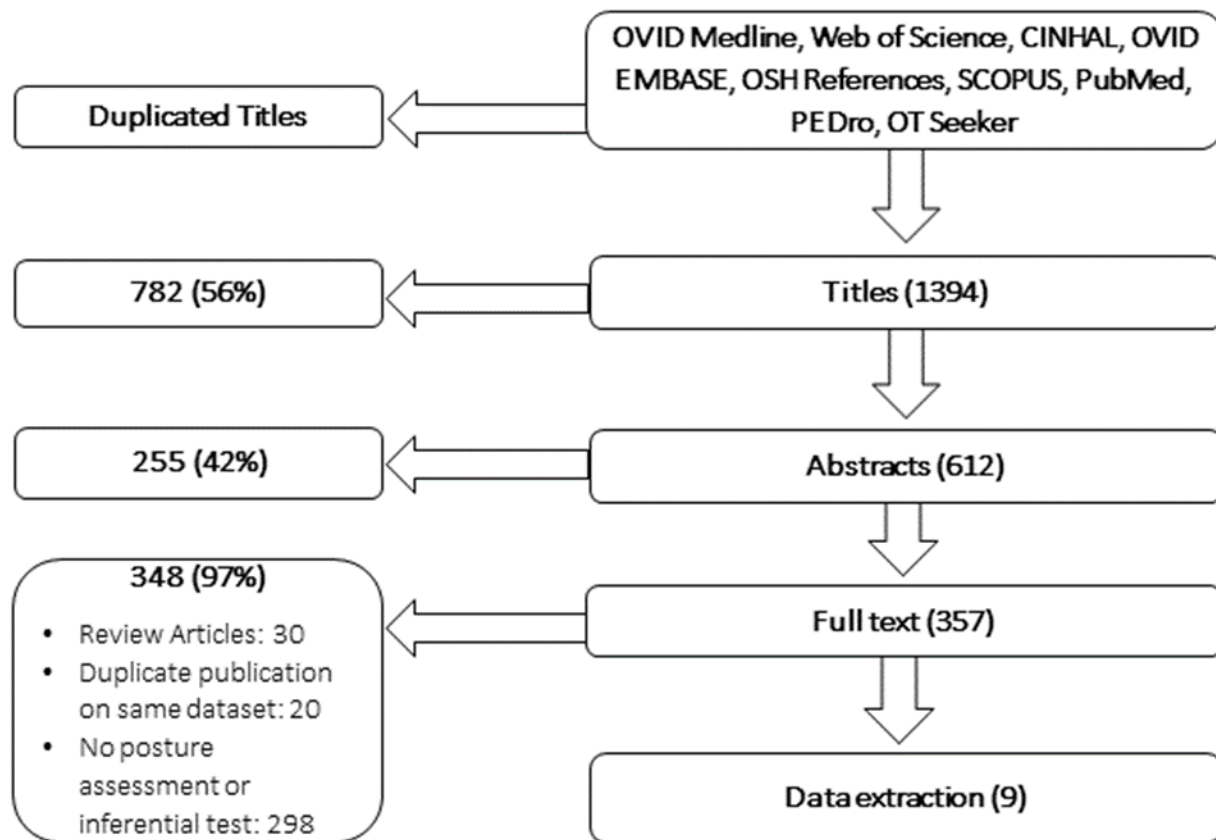 OVID Medline, Web of Science, CINHAL, OVID
EMBASE, OSH References, SCOPUS, PubMed,
PEDro, OT Seeker
Duplicated Titles
782 (56%)
Titles (1394)
255 (42%)
Abstracts (612)
348 (97%)
• Review Articles: 30
• Duplicate publication
on same dataset: 20
• No posture
assessment or
inferential test: 298
Full text (357)
Data extraction (9)